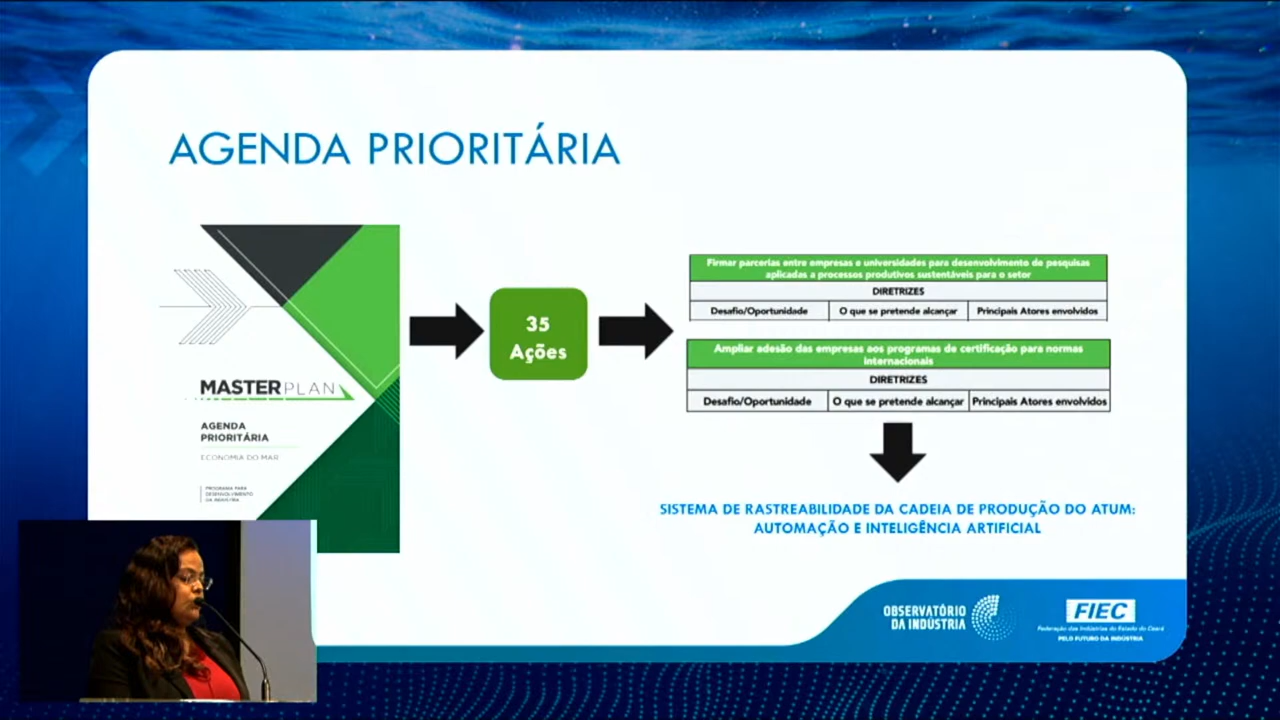 AGENDA PRIORITÁRIA
MASTERPLAN
AGENDA
PRIORITÁRIA
ECONOMIA DO MAR
PROGRAMA PARA
DESENVOLVIMENTO
DA INDÚSTRIA
35
Ações
Firmar parcerias entre empresas e universidades para desenvolvimento de pesquisas
aplicadas a processos produtivos sustentáveis para o setor
DIRETRIZES
Desafio/Oportunidade O que se pretende alcançar Principais Atores envolvidos
Ampliar adesão das empresas aos programas de certificação para normas
internacionais
DIRETRIZES
Desafio/Oportunidade O que se pretende alcançar Principais Atores envolvidos
SISTEMA DE RASTREABILIDADE DA CADEIA DE PRODUÇÃO DO ATUM:
AUTOMAÇÃO E INTELIGÊNCIA ARTIFICIAL
OBSERVATÓRIO
DA INDÚSTRIA
FIEC
Federação das Indústrias do Estado do Ceará
PELO FUTURO DA INDÚSTRIA